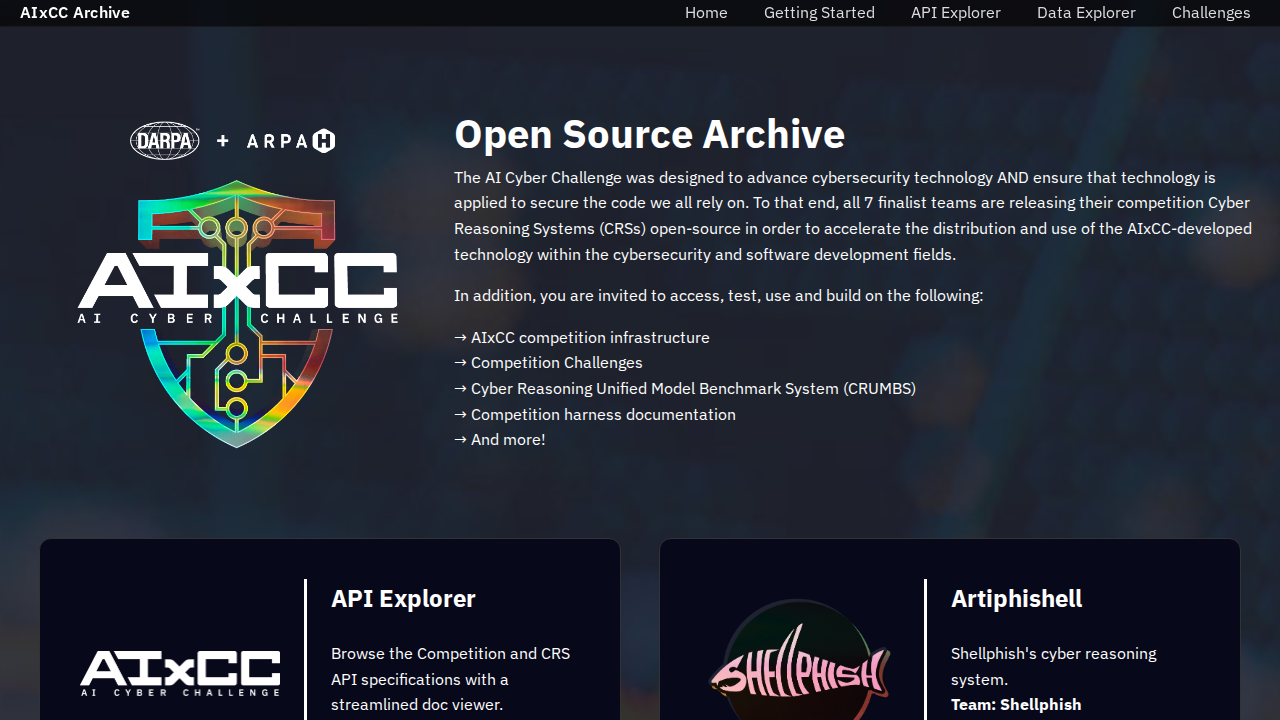 AIxCC Archive
Home
Getting Started
API Explorer
Data Explorer
Challenges
DARPA + ARPA H
AIxCC
AI CYBER CHALLENGE
Open Source Archive
The AI Cyber Challenge was designed to advance cybersecurity technology AND ensure that technology is
applied to secure the code we all rely on. To that end, all 7 finalist teams are releasing their competition Cyber
Reasoning Systems (CRSs) open-source in order to accelerate the distribution and use of the AIxCC-developed
technology within the cybersecurity and software development fields.
In addition, you are invited to access, test, use and build on the following:
→ AIxCC competition infrastructure
→ Competition Challenges
→ Cyber Reasoning Unified Model Benchmark System (CRUMBS)
→ Competition harness documentation
→ And more!
AIxCC
AI CYBER CHALLENGE
API Explorer
Browse the Competition and CRS
API specifications with a
streamlined doc viewer.
SHELLPHISH
Artiphishell
Shellphish's cyber reasoning
system.
Team: Shellphish